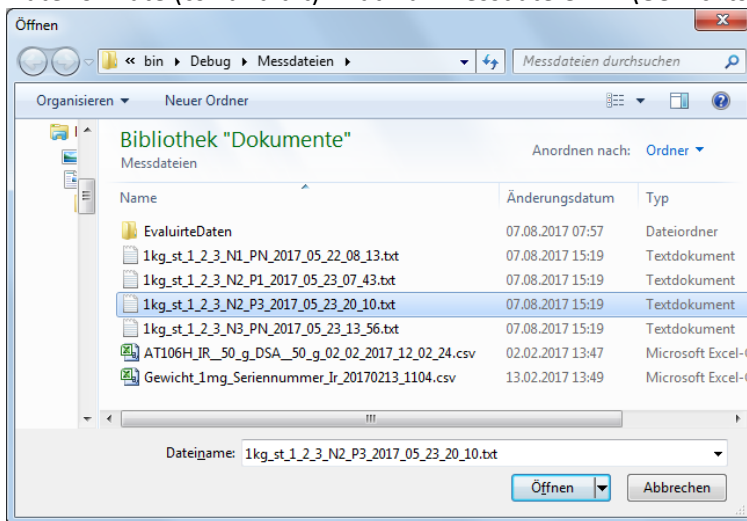 Öffnen
« bin ▸ Debug ▸ Messdateien ▸
Messdateien durchsuchen
Organisieren
Neuer Ordner
Bibliothek "Dokumente"
Messdateien
Anordnen nach: Ordner
Name Änderungsdatum Typ
EvaluirteDaten 07.08.2017 07:57 Dateiordner
1kg_st_1_2_3_N1_PN_2017_05_22_08_13.txt 07.08.2017 15:19 Textdokument
1kg_st_1_2_3_N2_P1_2017_05_23_07_43.txt 07.08.2017 15:19 Textdokument
1kg_st_1_2_3_N2_P3_2017_05_23_20_10.txt 07.08.2017 15:19 Textdokument
1kg_st_1_2_3_N3_PN_2017_05_23_13_56.txt 07.08.2017 15:19 Textdokument
AT106H_IR__50_g_DSA__50_g_02_02_2017_12_02_24.csv 02.02.2017 13:47 Microsoft Excel-
Gewicht_1mg_Seriennummer_Ir_20170213_1104.csv 13.02.2017 13:49 Microsoft Excel-
Dateiname: 1kg_st_1_2_3_N2_P3_2017_05_23_20_10.txt
Öffnen Abbrechen